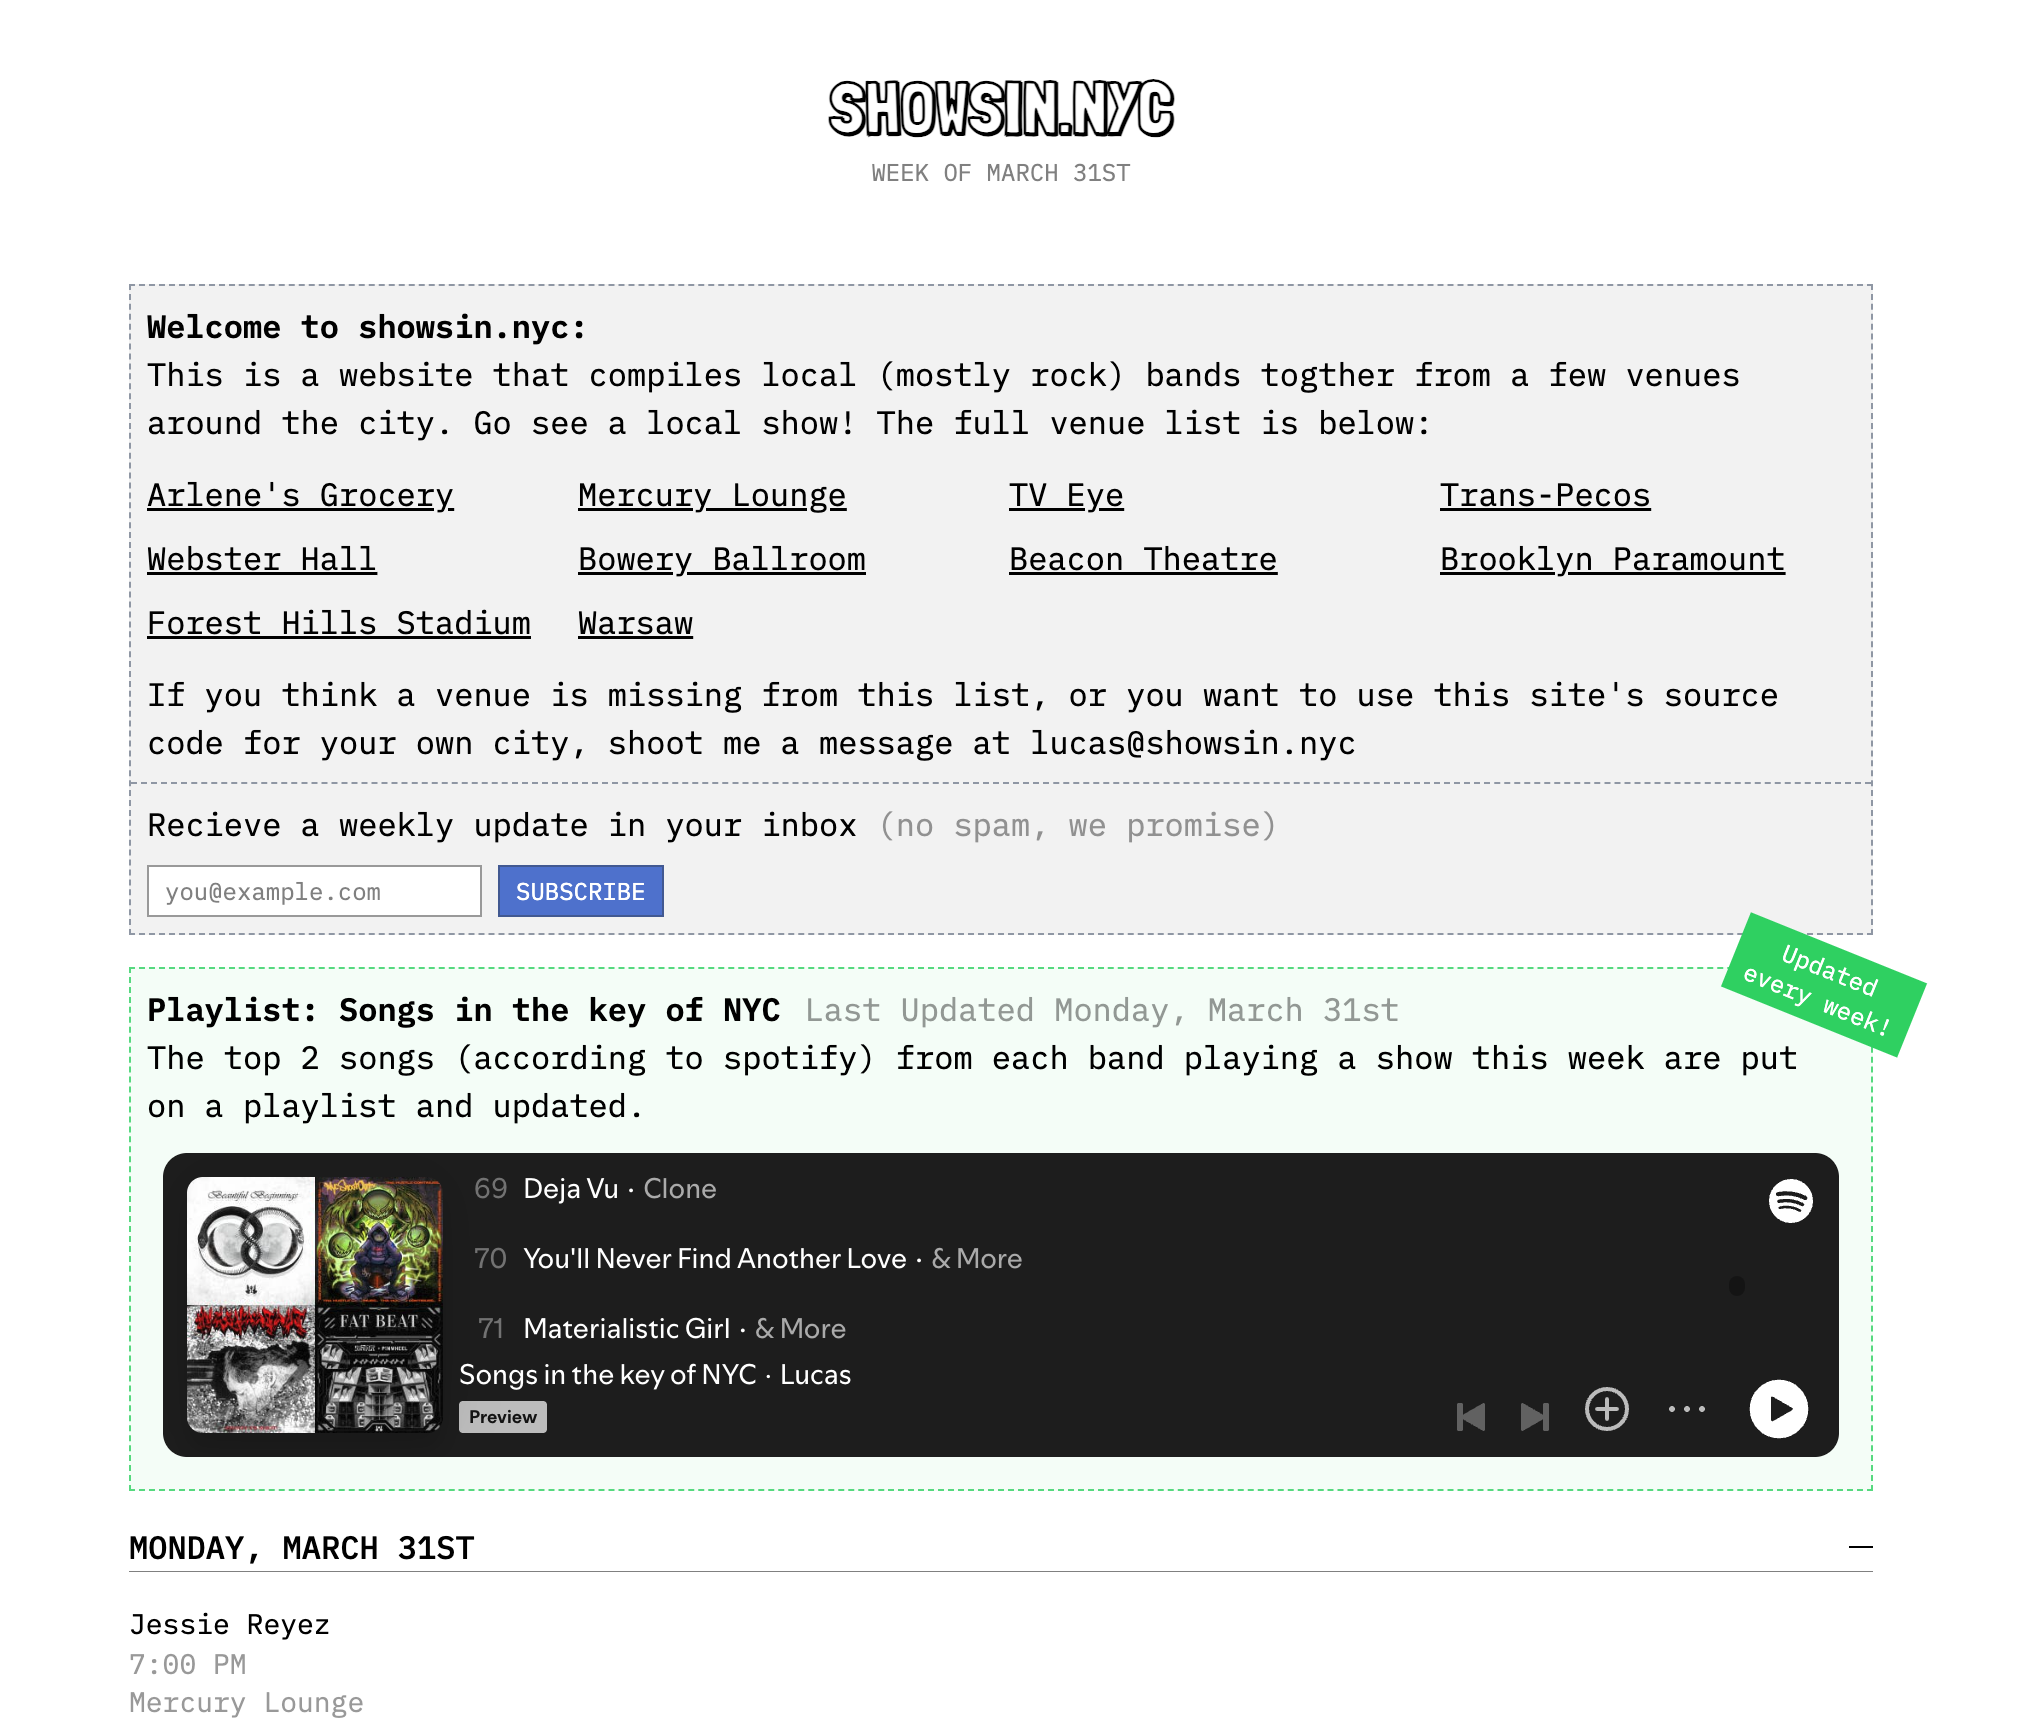 SHOWSIN.NYC
WEEK OF MARCH 31ST
Welcome to showsin.nyc:
This is a website that compiles local (mostly rock) bands togther from a few venues
around the city. Go see a local show! The full venue list is below:
Arlene's Grocery Mercury Lounge TV Eye Trans-Pecos
Webster Hall Bowery Ballroom Beacon Theatre Brooklyn Paramount
Forest Hills Stadium Warsaw
If you think a venue is missing from this list, or you want to use this site's source
code for your own city, shoot me a message at lucas@showsin.nyc
Recieve a weekly update in your inbox (no spam, we promise)
you@example.com SUBSCRIBE
Updated
every week!
Playlist: Songs in the key of NYC Last Updated Monday, March 31st
The top 2 songs (according to spotify) from each band playing a show this week are put
on a playlist and updated.
Beautiful Beginnings
FAT BEAT
69 Deja Vu · Clone
70 You'll Never Find Another Love · & More
71 Materialistic Girl · & More
Songs in the key of NYC · Lucas
Preview
MONDAY, MARCH 31ST
Jessie Reyez
7:00 PM
Mercury Lounge